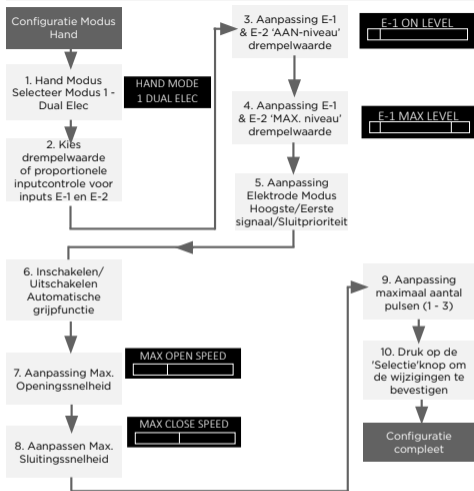 Configuratie Modus
Hand
1. Hand Modus
Selecteer Modus 1 -
Dual Elec
HAND MODE
1 DUAL ELEC
2. Kies
drempelwaarde
of proportionele
inputcontrole voor
inputs E-1 en E-2
3. Aanpassing E-1
& E-2 ‘AAN-niveau’
drempelwaarde
E-1 ON LEVEL
4. Aanpassing E-1
& E-2 ‘MAX. niveau’
drempelwaarde
E-1 MAX LEVEL
5. Aanpassing
Elektrode Modus
Hoogste/Eerste
signaal/Sluitprioriteit
6. Inschakelen/
Uitschakelen
Automatische
grijpfunctie
7. Aanpassing Max.
Openingssnelheid
MAX OPEN SPEED
8. Aanpassen Max.
Sluitingssnelheid
MAX CLOSE SPEED
9. Aanpassing
maximaal aantal
pulsen (1 - 3)
10. Druk op de
'Selectie'knop om
de wijzigingen te
bevestigen
Configuratie
compleet